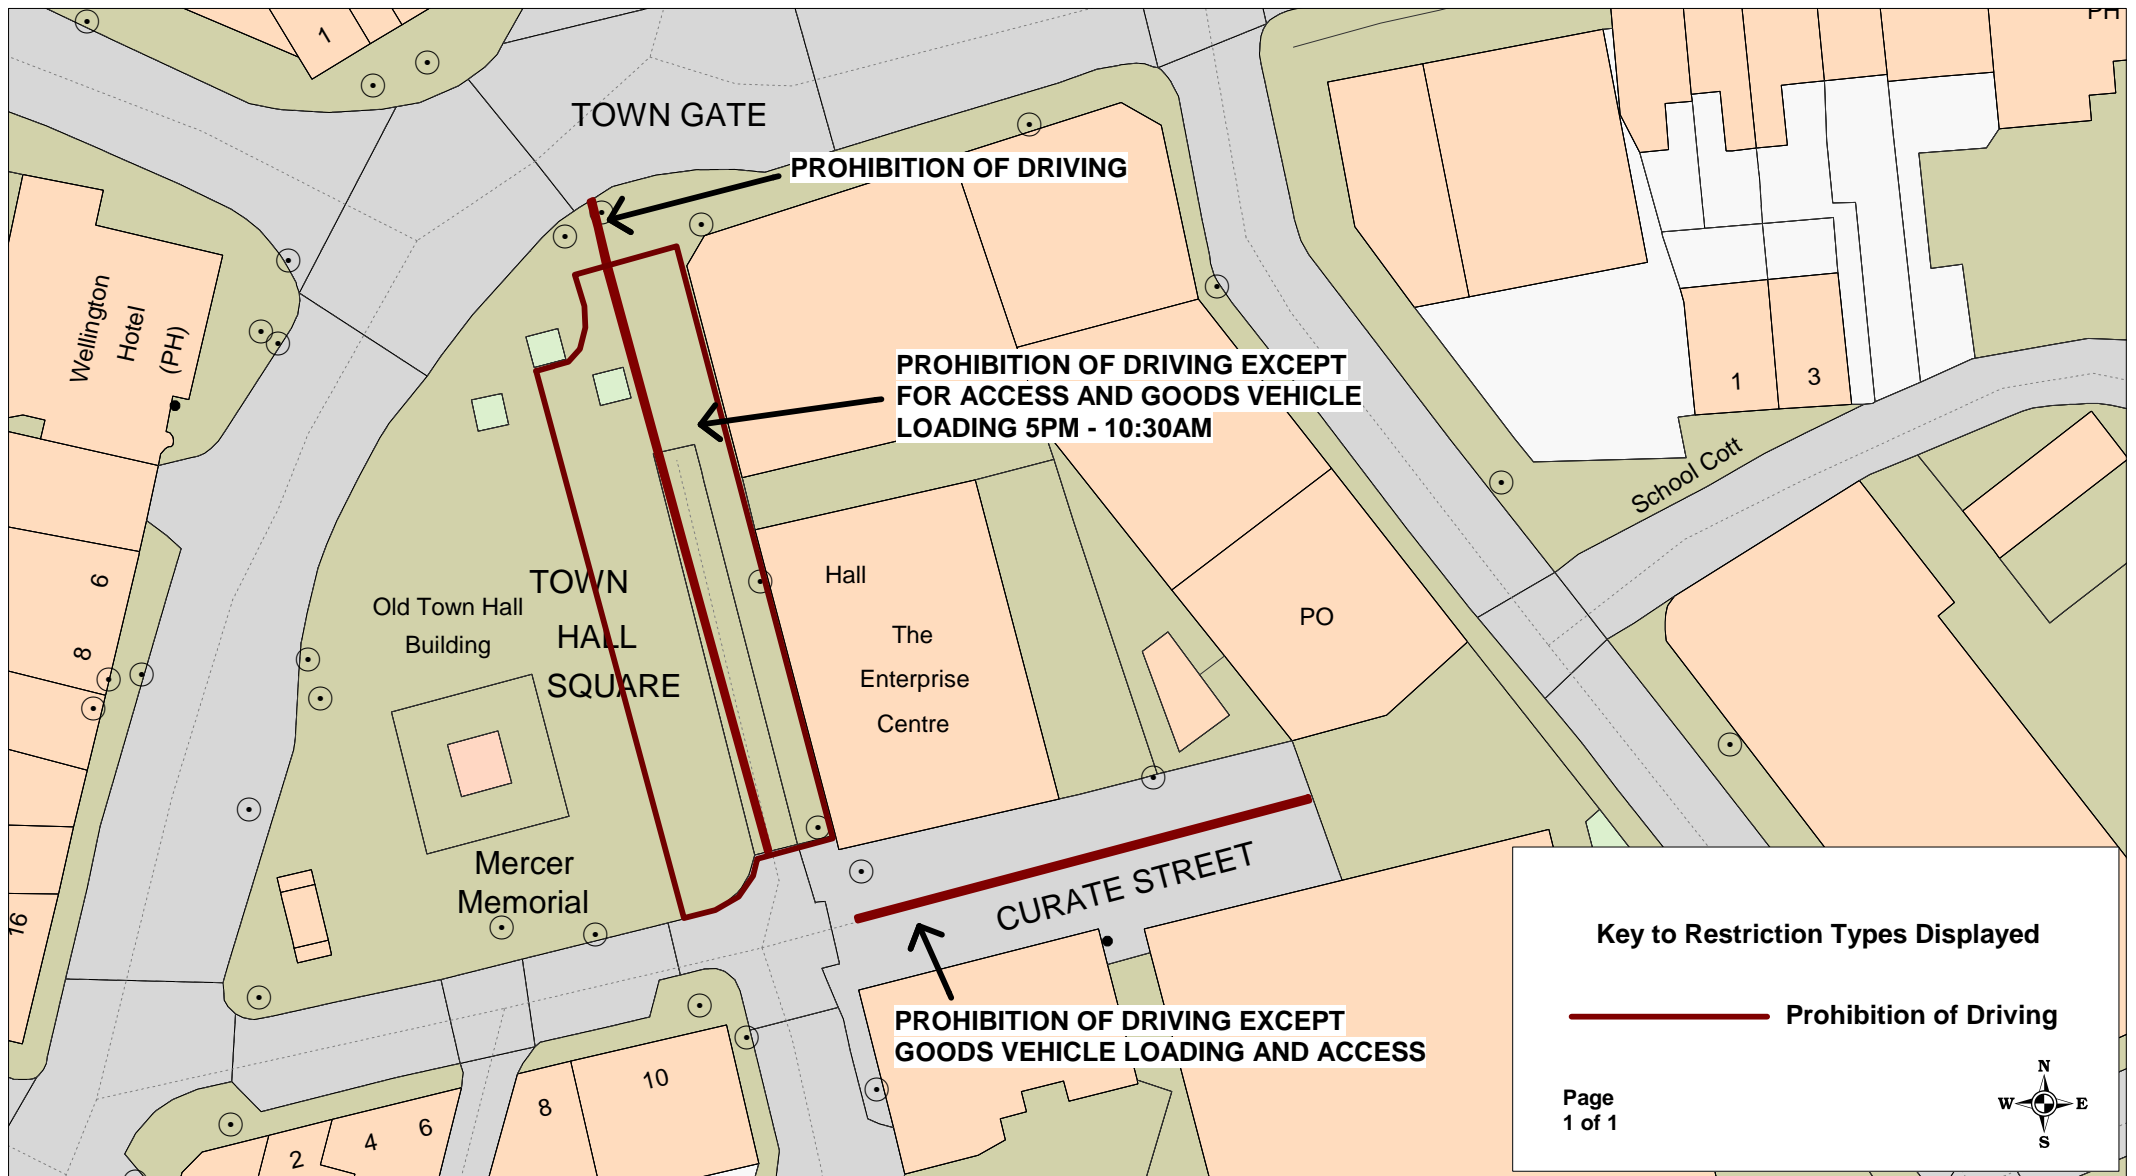 PH
1
TOWN GATE
PROHIBITION OF DRIVING
Wellington
Hotel
(PH)
PROHIBITION OF DRIVING EXCEPT
FOR ACCESS AND GOODS VEHICLE
LOADING 5PM - 10:30AM
1
3
School Cott
TOWN
HALL
SQUARE
Old Town Hall
Building
Hall
The
Enterprise
Centre
PO
6
8
16
Mercer
Memorial
CURATE STREET
PROHIBITION OF DRIVING EXCEPT
GOODS VEHICLE LOADING AND ACCESS
10
8
6
4
2
Key to Restriction Types Displayed
Prohibition of Driving
Page
1 of 1
N
W E
S